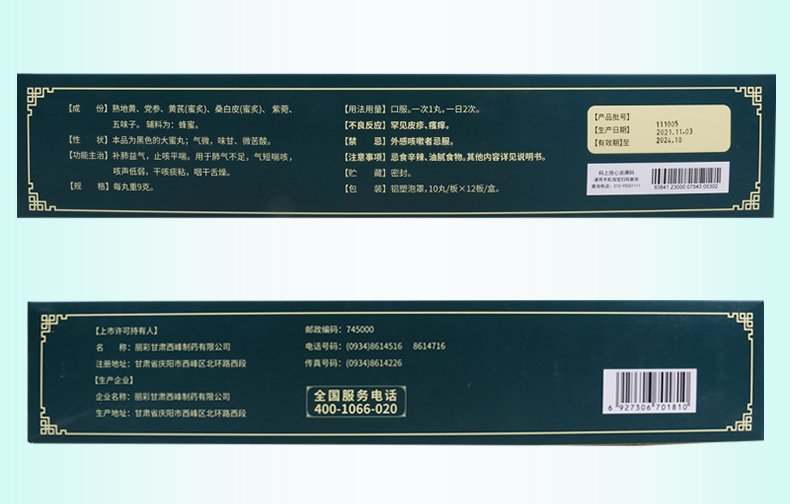 【成　份】熟地黄、党参、黄芪(蜜炙)、桑白皮(蜜炙)、紫菀、
五味子。辅料为：蜂蜜。
【性　状】本品为黑色的大蜜丸；气微，味甘、微苦酸。
【功能主治】补肺益气，止咳平喘。用于肺气不足，气短喘咳，
咳声低弱，干咳痰粘，咽干舌燥。
【规　格】每丸重9克。
【用法用量】口服。一次1丸，一日2次。
【不良反应】罕见皮疹、瘙痒。
【禁　忌】外感咳嗽者忌服。
【注意事项】忌食辛辣、油腻食物。其他内容详见说明书。
【贮　藏】密封。
【包　装】铝塑泡罩，10丸/板×12板/盒。
【产品批号】111005
【生产日期】2021.11.03
【有效期】至2024.10
码上放心追溯码
83841 23000 07543 05302
【上市许可持有人】
名　称：丽彩甘肃西峰制药有限公司
注册地址：甘肃省庆阳市西峰区北环路西段
【生产企业】
企业名称：丽彩甘肃西峰制药有限公司
生产地址：甘肃省庆阳市西峰区北环路西段
邮政编码：745000
电话号码：(0934)8614516　8614716
传真号码：(0934)8614226
全国服务电话
400-1066-020
6 927306 701810